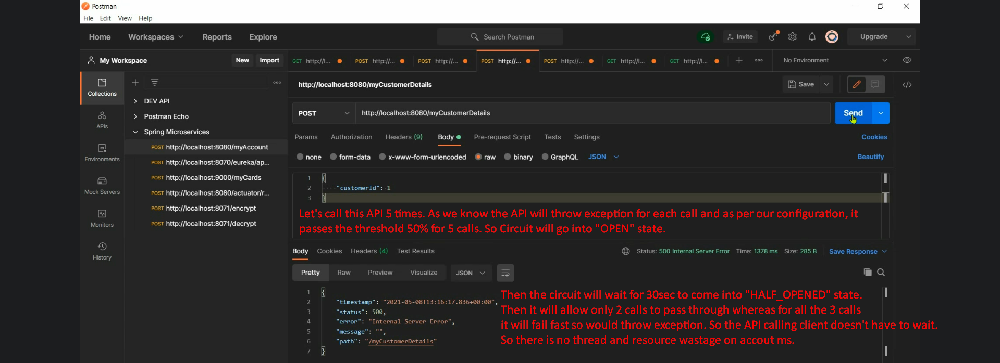 Postman
File Edit View Help
Home Workspaces Reports Explore Search Postman Invite Upgrade
My Workspace New Import GET http://l... POST http://... POST http://... POST http://... POST http://... GET http://l... GET http://l... No Environment
Collections
APIs
Environments
Mock Servers
Monitors
History
DEV API
Postman Echo
Spring Microservices
POST http://localhost:8080/myAccount
POST http://localhost:8070/eureka/ap...
POST http://localhost:9000/myCards
POST http://localhost:8080/actuator/r...
POST http://localhost:8071/encrypt
POST http://localhost:8071/decrypt
http://localhost:8080/myCustomerDetails Save
POST http://localhost:8080/myCustomerDetails Send
Params Authorization Headers (9) Body Pre-request Script Tests Settings Cookies
none form-data x-www-form-urlencoded raw binary GraphQL JSON Beautify
1 {
2 "customerId": 1
3 }
Let's call this API 5 times. As we know the API will throw exception for each call and as per our configuration, it
passes the threshold 50% for 5 calls. So Circuit will go into "OPEN" state.
Body Cookies Headers (4) Test Results Status: 500 Internal Server Error Time: 1378 ms Size: 285 B Save Response
Pretty Raw Preview Visualize JSON
1 {
2 "timestamp": "2021-05-08T13:16:17.836+00:00",
3 "status": 500,
4 "error": "Internal Server Error",
5 "message": "",
6 "path": "/myCustomerDetails"
7 }
Then the circuit will wait for 30sec to come into "HALF_OPENED" state.
Then it will allow only 2 calls to pass through whereas for all the 3 calls
it will fail fast so would throw exception. So the API calling client doesn't have to wait.
So there is no thread and resource wastage on accout ms.